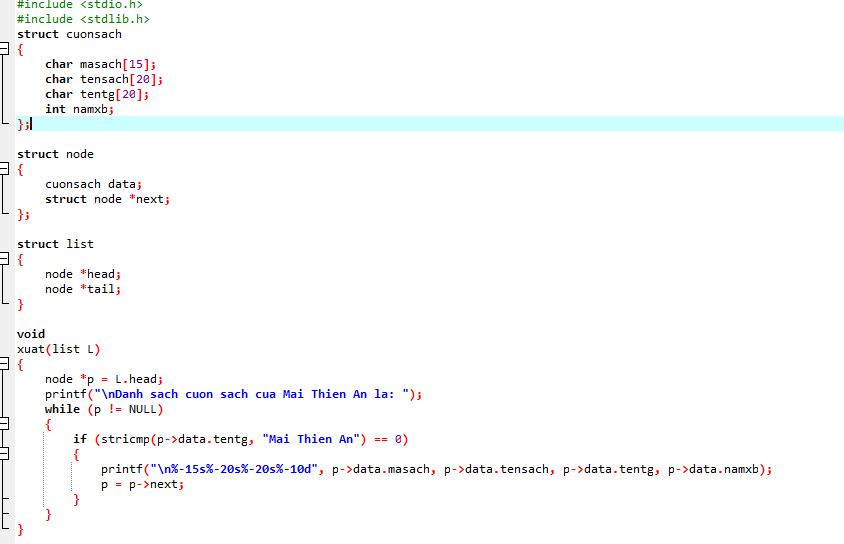 #include <stdio.h>
#include <stdlib.h>
struct cuonsach
{
    char masach[15];
    char tensach[20];
    char tentg[20];
    int namxb;
};
struct node
{
    cuonsach data;
    struct node *next;
};
struct list
{
    node *head;
    node *tail;
}
void
xuat(list L)
{
    node *p = L.head;
    printf("\nDanh sach cuon sach cua Mai Thien An la: ");
    while (p != NULL)
    {
        if (stricmp(p->data.tentg, "Mai Thien An") == 0)
        {
            printf("\n%-15s%-20s%-20s%-10d", p->data.masach, p->data.tensach, p->data.tentg, p->data.namxb);
            p = p->next;
        }
    }
}